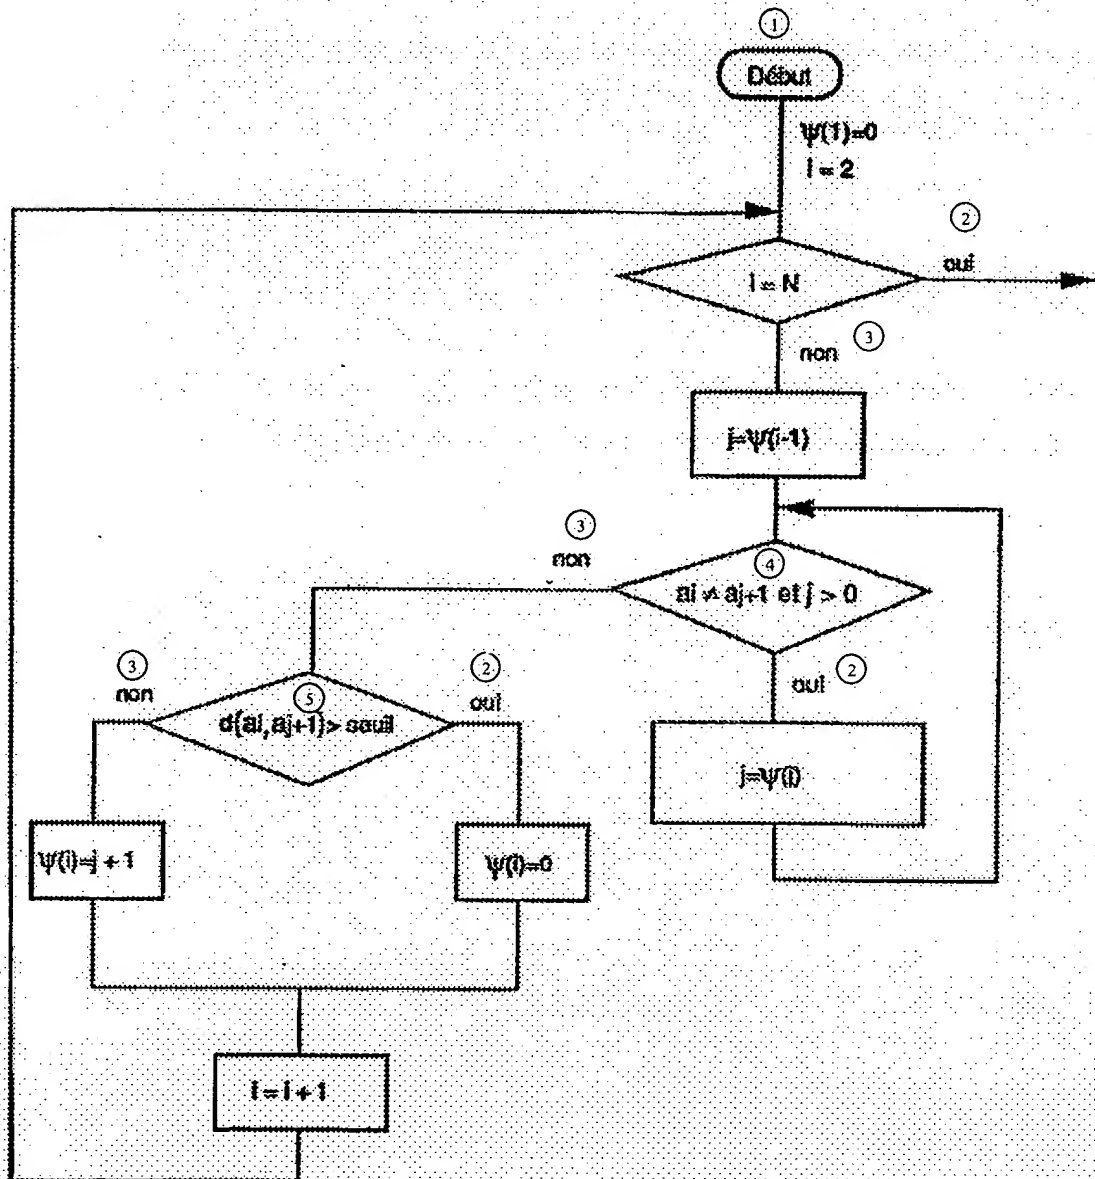 ①
Début
ψ(1)=0
i = 2
②
oui
i = N
③
non
j=ψ(i-1)
③
non
④
ai ≠ aj+1 et j > 0
③
non
②
oui
oui ②
⑤
d(ai,aj+1)> seuil
j=ψ(j)
ψ(i)=j + 1
ψ(i)=0
i = i + 1